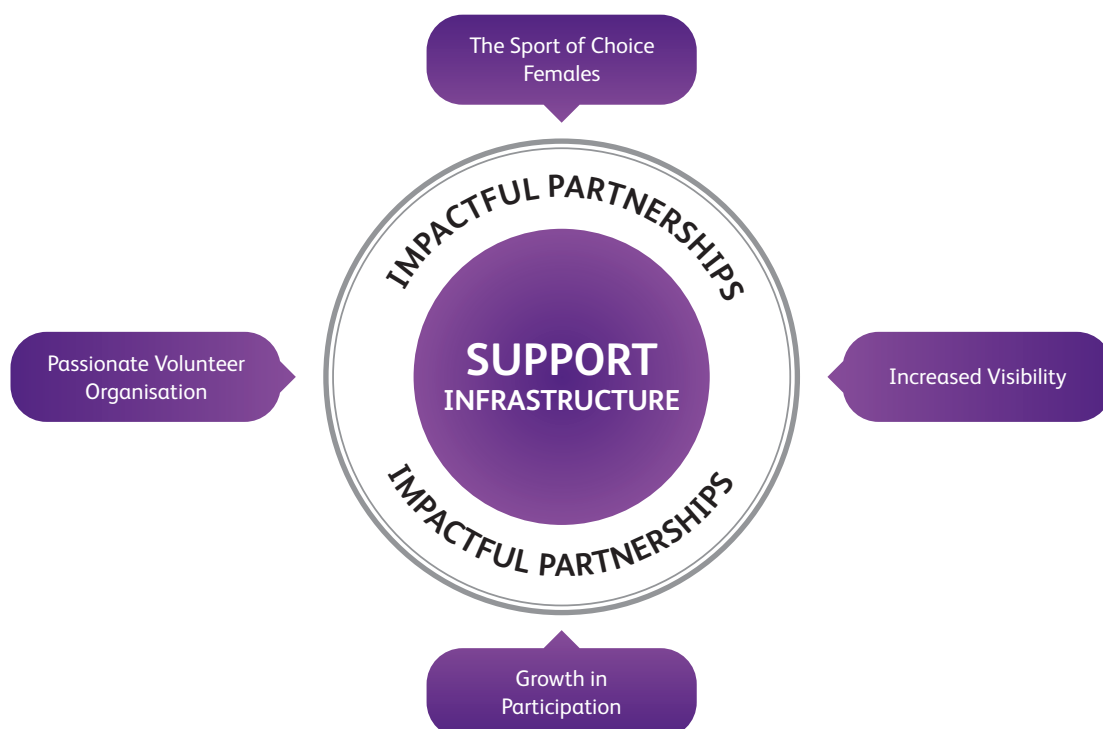 The Sport of Choice
Females
IMPACTFUL PARTNERSHIPS
Passionate Volunteer
Organisation
SUPPORT
INFRASTRUCTURE
Increased Visibility
IMPACTFUL PARTNERSHIPS
Growth in
Participation